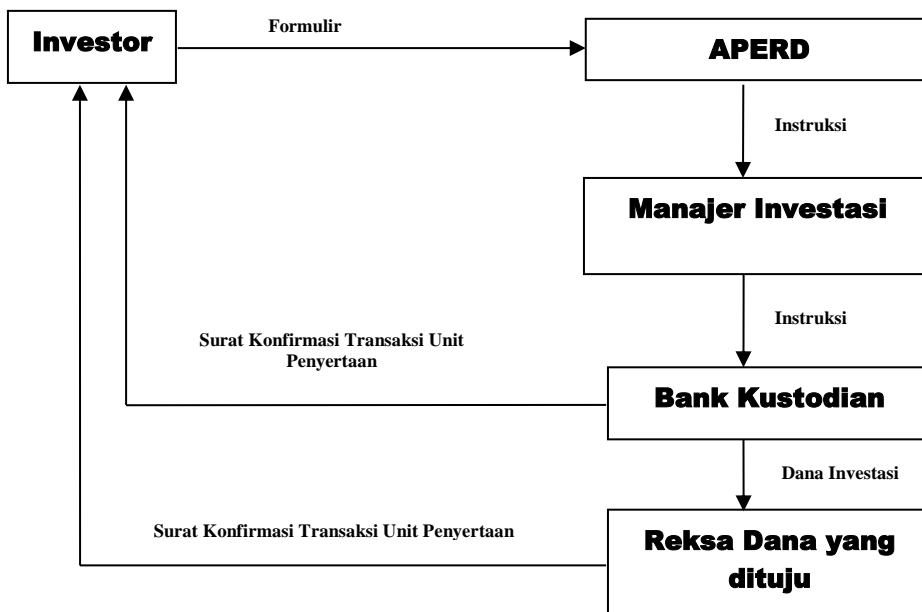 Investor
Formulir
APERD
Instruksi
Manajer Investasi
Instruksi
Surat Konfirmasi Transaksi Unit
Penyertaan
Bank Kustodian
Dana Investasi
Surat Konfirmasi Transaksi Unit Penyertaan
Reksa Dana yang
dituju